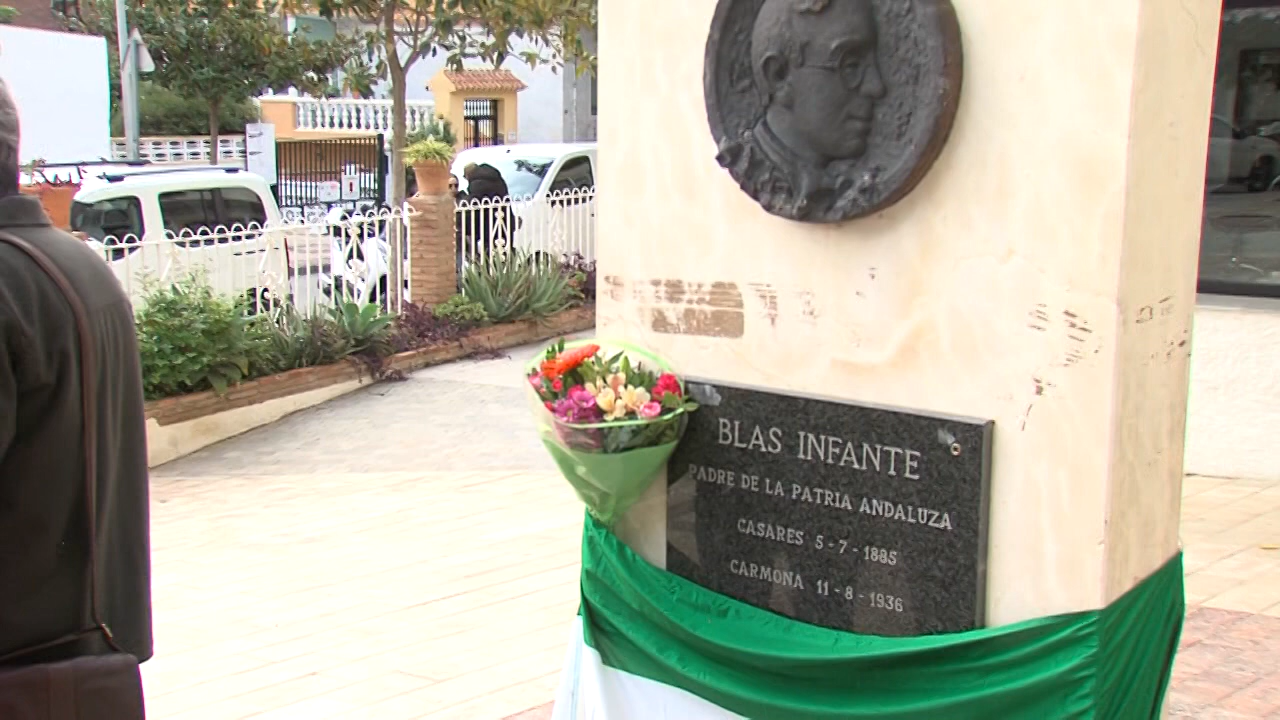 BLAS INFANTE
PADRE DE LA PATRIA ANDALUZA
CASARES 5-7-1885
CARMONA 11-8-1936